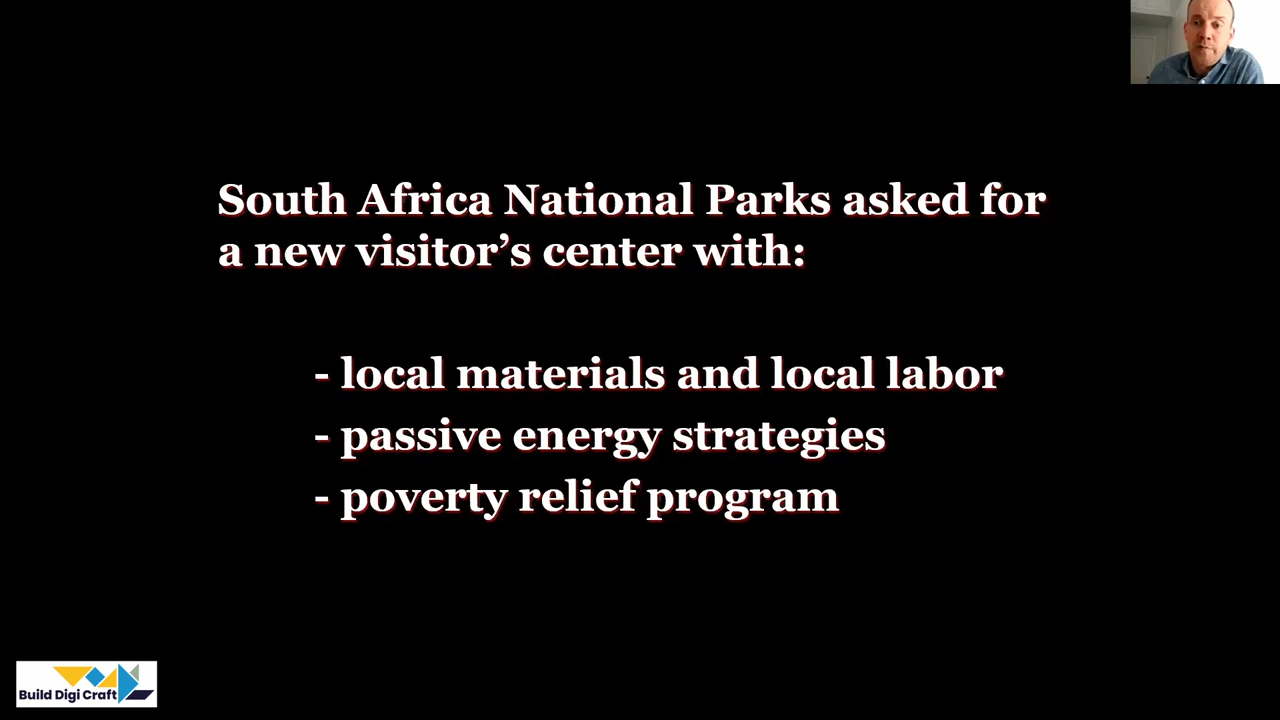 South Africa National Parks asked for
a new visitor’s center with:
- local materials and local labor
- passive energy strategies
- poverty relief program
Build Digi Craft